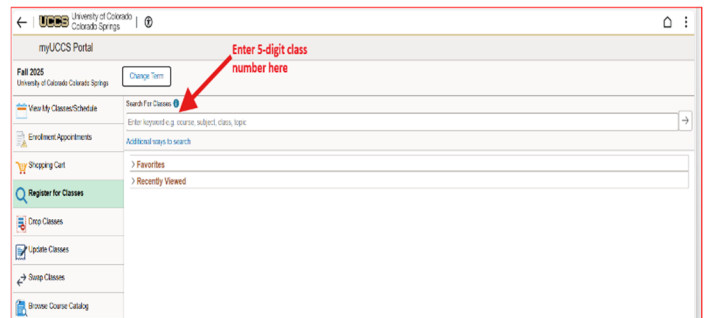 UCCS University of Colorado
Colorado Springs
myUCCS Portal
Enter 5-digit class
number here
Fall 2025
University of Colorado Colorado Springs
Change Term
View My Classes/Schedule
Search For Classes
Enter keyword e.g. course, subject, class, topic
Enrollment Appointments
Additional ways to search
Shopping Cart
> Favorites
> Recently Viewed
Register for Classes
Drop Classes
Update Classes
Swap Classes
Browse Course Catalog